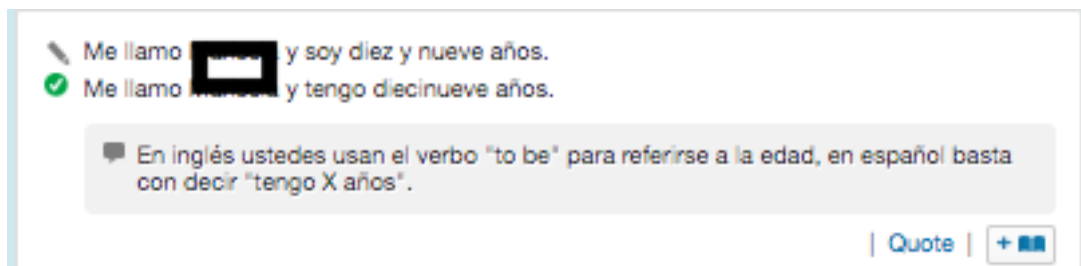 Me llamo y soy diez y nueve años.
Me llamo y tengo diecinueve años.
En inglés ustedes usan el verbo "to be" para referirse a la edad, en español basta
con decir "tengo X años".
| Quote | +